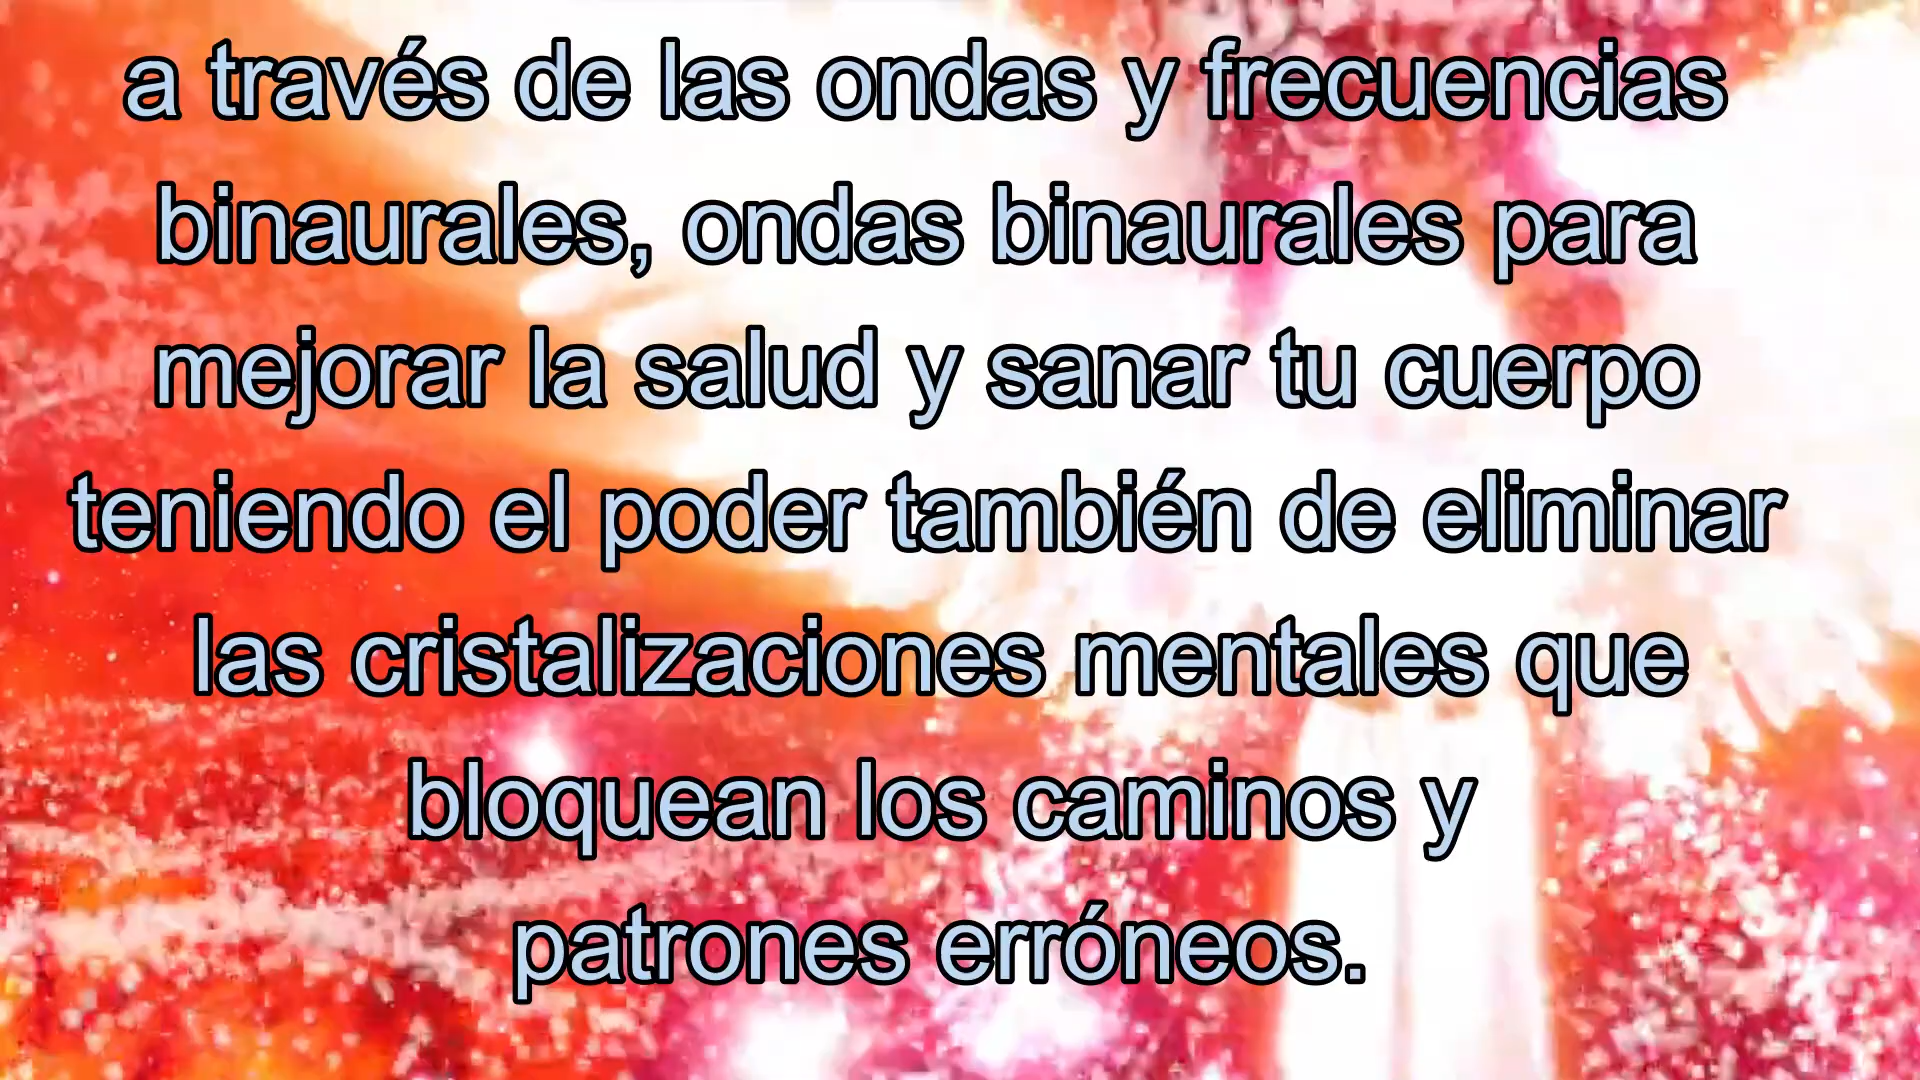 a través de las ondas y frecuencias
binaurales, ondas binaurales para
mejorar la salud y sanar tu cuerpo
teniendo el poder también de eliminar
las cristalizaciones mentales que
bloquean los caminos y
patrones erróneos.